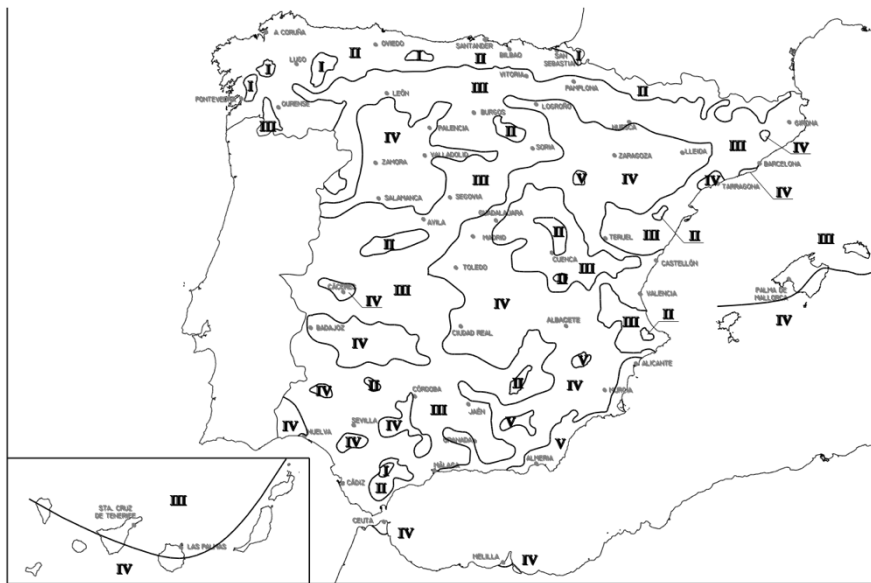 A CORUÑA
LUGO
OVIEDO
II
I
SANTANDER
II
BILBAO
SAN
SEBASTIAN
I
I
I
I
PONTEVEDRA
OURENSE
III
LEÓN
VITORIA
III
PAMPLONA
II
BURGOS
LOGROÑO
HUESCA
GIRONA
IV
PALENCIA
II
SORIA
ZARAGOZA
LLEIDA
III
IV
BARCELONA
ZAMORA
VALLADOLID
III
V
IV
IV
TARRAGONA
IV
SALAMANCA
SEGOVIA
GUADALAJARA
AVILA
II
MADRID
II
TERUEL
III
II
III
CUENCA
TOLEDO
II
III
CASTELLÓN
CÁCERES
IV
III
IV
VALENCIA
PALMA DE
MALLORCA
IV
BADAJOZ
IV
CIUDAD REAL
ALBACETE
III
II
IV
II
II
V
IV
ALICANTE
MURCIA
CÓRDOBA
JAÉN
IV
HUELVA
SEVILLA
IV
IV
III
GRANADA
V
V
ALMERIA
I
II
CÁDIZ
MÁLAGA
III
STA. CRUZ
DE TENERIFE
LAS PALMAS
IV
CEUTA
IV
MELILLA
IV